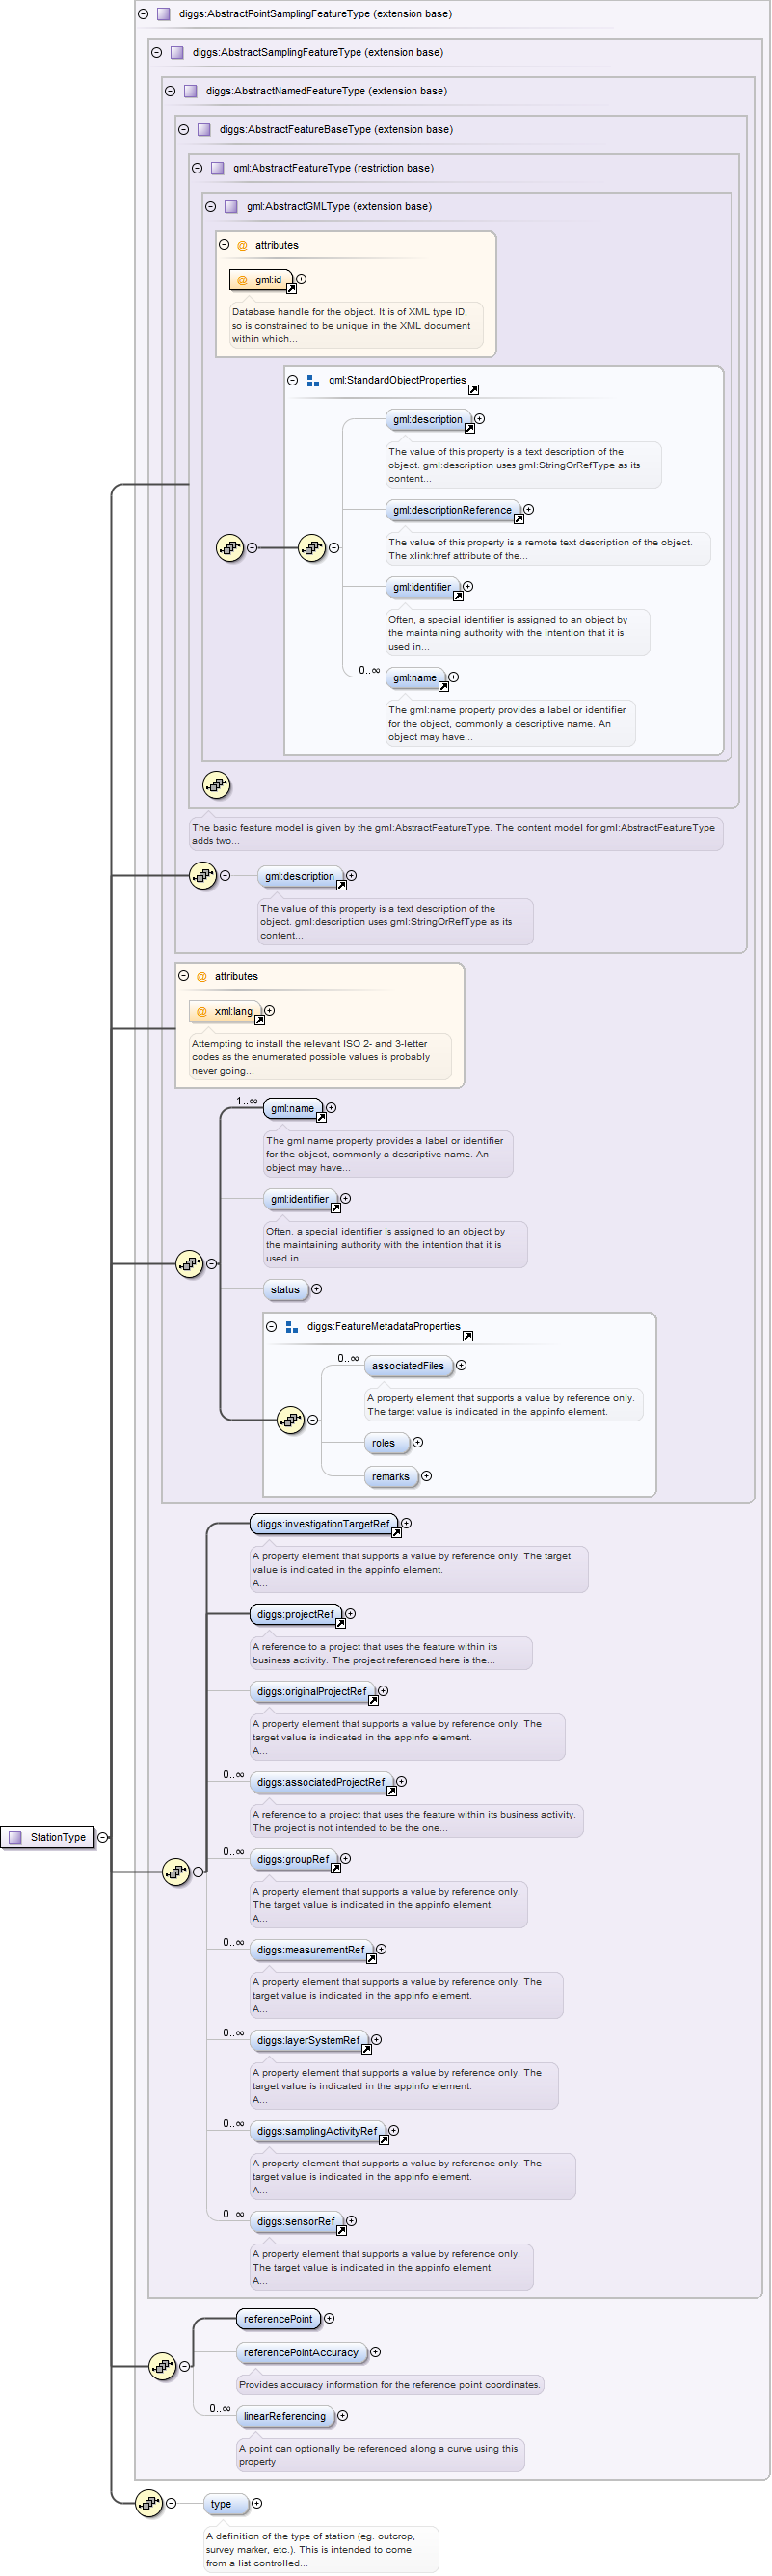 diggs:AbstractPointSamplingFeatureType (extension base)
diggs:AbstractSamplingFeatureType (extension base)
diggs:AbstractNamedFeatureType (extension base)
diggs:AbstractFeatureBaseType (extension base)
gml:AbstractFeatureType (restriction base)
gml:AbstractGMLType (extension base)
@ attributes
@ gml:id
Database handle for the object. It is of XML type ID,
so is constrained to be unique in the XML document
within which...
gml:StandardObjectProperties
gml:description
The value of this property is a text description of the
object. gml:description uses gml:StringOrRefType as its
content...
gml:descriptionReference
The value of this property is a remote text description of the object.
The xlink:href attribute of the...
gml:identifier
Often, a special identifier is assigned to an object by
the maintaining authority with the intention that it is
used in...
0..∞
gml:name
The gml:name property provides a label or identifier
for the object, commonly a descriptive name. An
object may have...
The basic feature model is given by the gml:AbstractFeatureType. The content model for gml:AbstractFeatureType
adds two...
gml:description
The value of this property is a text description of the
object. gml:description uses gml:StringOrRefType as its
content...
@ attributes
@ xml:lang
Attempting to install the relevant ISO 2- and 3-letter
codes as the enumerated possible values is probably
never going...
1..∞
gml:name
The gml:name property provides a label or identifier
for the object, commonly a descriptive name. An
object may have...
gml:identifier
Often, a special identifier is assigned to an object by
the maintaining authority with the intention that it is
used in...
status
diggs:FeatureMetadataProperties
0..∞
associatedFiles
A property element that supports a value by reference only.
The target value is indicated in the appinfo element.
roles
remarks
diggs:investigationTargetRef
A property element that supports a value by reference only. The target
value is indicated in the appinfo element.
A...
diggs:projectRef
A reference to a project that uses the feature within its
business activity. The project referenced here is the...
diggs:originalProjectRef
A property element that supports a value by reference only. The
target value is indicated in the appinfo element.
A...
0..∞
diggs:associatedProjectRef
A reference to a project that uses the feature within its business activity.
The project is not intended to be the one...
StationType
0..∞
diggs:groupRef
A property element that supports a value by reference only.
The target value is indicated in the appinfo element.
A...
0..∞
diggs:measurementRef
A property element that supports a value by reference only. The
target value is indicated in the appinfo element.
A...
0..∞
diggs:layerSystemRef
A property element that supports a value by reference only. The
target value is indicated in the appinfo element.
A...
0..∞
diggs:samplingActivityRef
A property element that supports a value by reference only. The
target value is indicated in the appinfo element.
A...
0..∞
diggs:sensorRef
A property element that supports a value by reference only.
The target value is indicated in the appinfo element.
A...
referencePoint
referencePointAccuracy
Provides accuracy information for the reference point coordinates.
0..∞
linearReferencing
A point can optionally be referenced along a curve using this
property
type
A definition of the type of station (eg. outcrop,
survey marker, etc.). This is intended to come
from a list controlled...